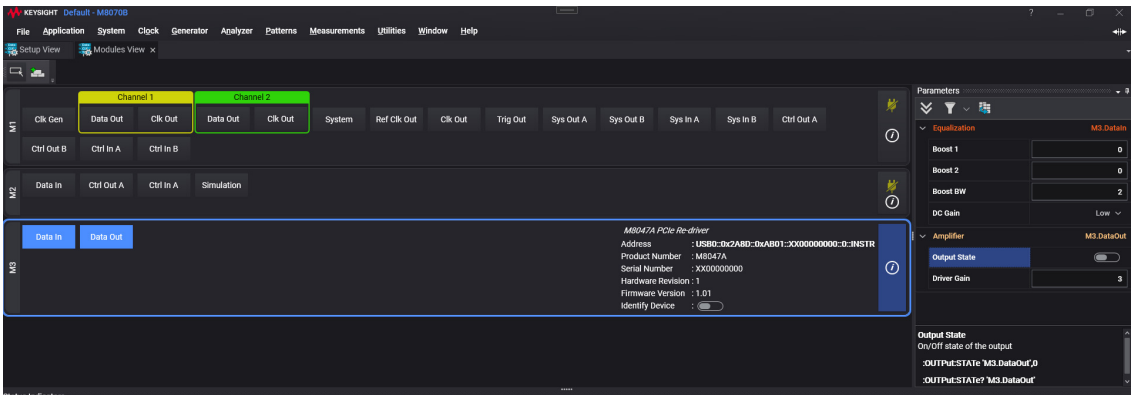 KEYSIGHT Default - M8070B
File Application System Clock Generator Analyzer Patterns Measurements Utilities Window Help
Setup View Modules View
Channel 1 Channel 2
M1
Clk Gen Data Out Clk Out Data Out Clk Out System Ref Clk Out Clk Out Trig Out Sys Out A Sys Out B Sys In A Sys In B Ctrl Out A
Ctrl Out B Ctrl In A Ctrl In B
M2
Data In Ctrl Out A Ctrl In A Simulation
M3
Data In Data Out
M8047A PCIe Re-driver
Address : USB0::0x2A8D::0xAB01::XX00000000::0::INSTR
Product Number : M8047A
Serial Number : XX00000000
Hardware Revision : 1
Firmware Version : 1.01
Identify Device :
Parameters
Equalization M3.DataIn
Boost 1 0
Boost 2 0
Boost BW 2
DC Gain Low
Amplifier M3.DataOut
Output State
Driver Gain 3
Output State
On/Off state of the output
:OUTPut:STATe 'M3.DataOut',0
:OUTPut:STATe? 'M3.DataOut'